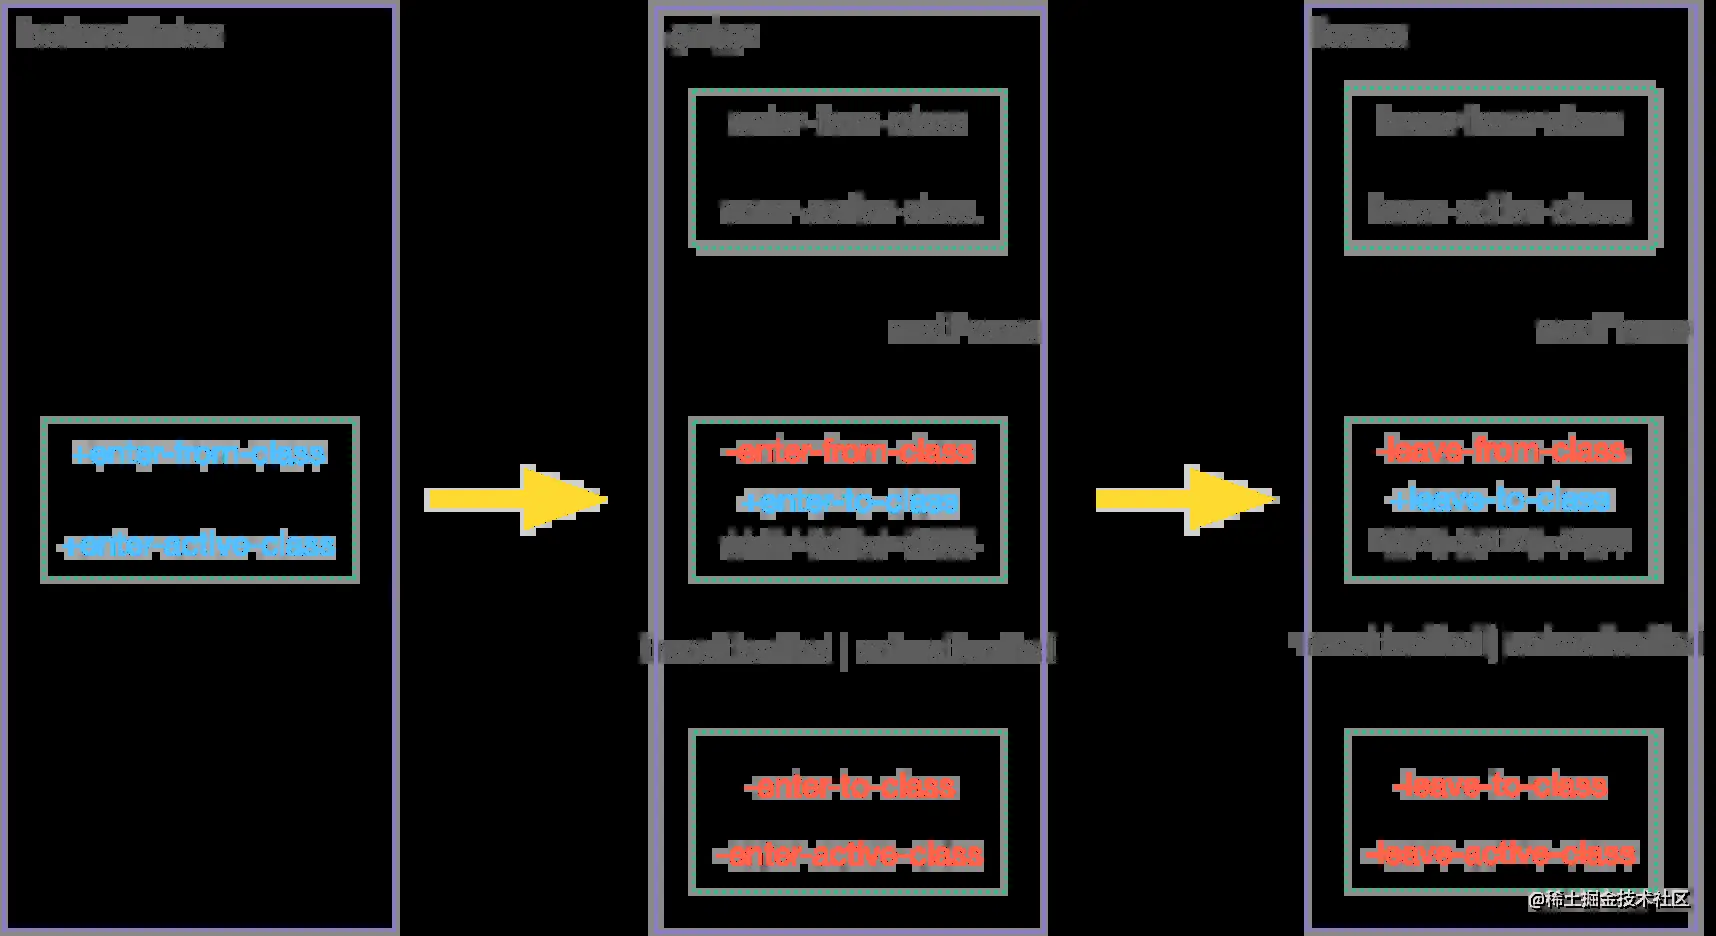 beforeEnter
enter
leave
enter-from-class
enter-active-class
leave-from-class
leave-active-class
nextFrame
nextFrame
+enter-from-class
+enter-active-class
-enter-from-class
+enter-to-class
enter-active-class
-leave-from-class
+leave-to-class
leave-active-class
transitionEnd | animationEnd
transitionEnd | animationEnd
-enter-to-class
-enter-active-class
-leave-to-class
-leave-active-class
@稀土掘金技术社区